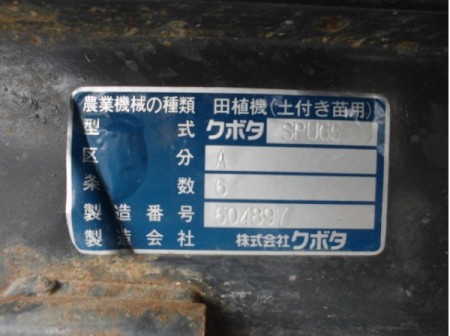 農業機械の種類 田植機(土付き苗用)
型式 クボタ SPU65
区分 A
条数 6
製造番号 50489Y
製造会社 株式会社クボタ